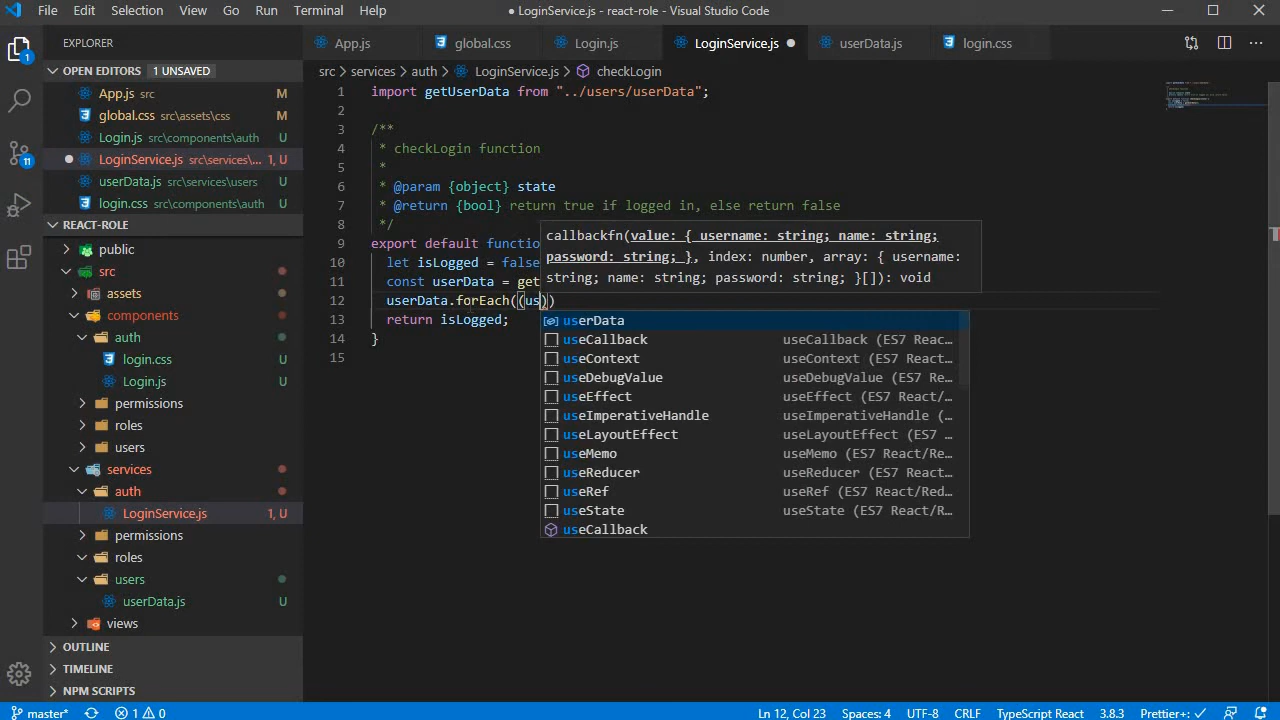 File Edit Selection View Go Run Terminal Help
● LoginService.js - react-role - Visual Studio Code
EXPLORER
OPEN EDITORS 1 UNSAVED
App.js src M
global.css src\assets\css M
Login.js src\components\auth U
LoginService.js src\services\... 1, U
userData.js src\services\users U
login.css src\components\auth U
REACT-ROLE
public
src
assets
components
auth
login.css U
Login.js U
permissions
roles
users
services
auth
LoginService.js 1, U
permissions
roles
users
userData.js U
views
OUTLINE
TIMELINE
NPM SCRIPTS
App.js global.css Login.js LoginService.js userData.js login.css
src > services > auth > LoginService.js > checkLogin
1 import getUserData from "../users/userData";
2
3 /**
4 * checkLogin function
5 *
6 * @param {object} state
7 * @return {bool} return true if logged in, else return false
8 */
9 export default functio
10 let isLogged = false
11 const userData = get
12 userData.forEach((us))
13 return isLogged;
14 }
15
callbackfn(value: { username: string; name: string;
password: string; }, index: number, array: { username:
string; name: string; password: string; }[]): void
userData
useCallback useCallback (ES7 Reac...
useContext useContext (ES7 React...
useDebugValue useDebugValue (ES7 Re...
useEffect useEffect (ES7 React/...
useImperativeHandle useImperativeHandle (...
useLayoutEffect useLayoutEffect (ES7 ...
useMemo useMemo (ES7 React/Re...
useReducer useReducer (ES7 React...
useRef useRef (ES7 React/Red...
useState useState (ES7 React/R...
useCallback
master* 1 0 Ln 12, Col 23 Spaces: 4 UTF-8 CRLF TypeScript React 3.8.3 Prettier+: ✓